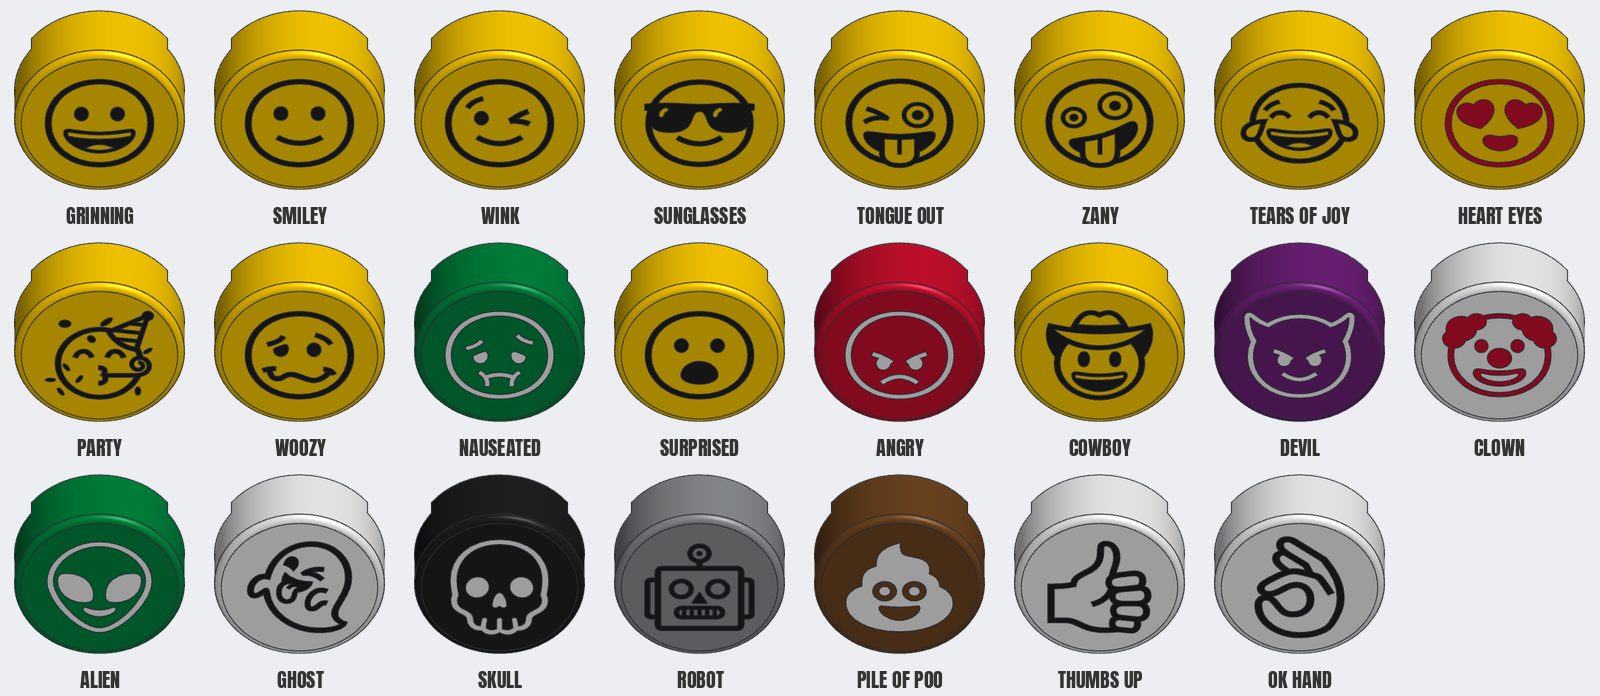 GRINNING
SMILEY
WINK
SUNGLASSES
TONGUE OUT
ZANY
TEARS OF JOY
HEART EYES
PARTY
WOOZY
NAUSEATED
SURPRISED
ANGRY
COWBOY
DEVIL
CLOWN
ALIEN
GHOST
SKULL
ROBOT
PILE OF POO
THUMBS UP
OK HAND